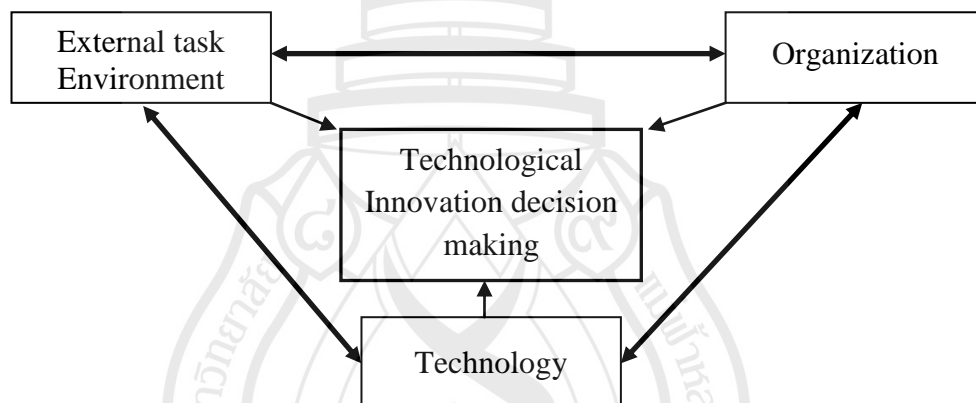 External task
Environment
Organization
Technological
Innovation decision
making
Technology